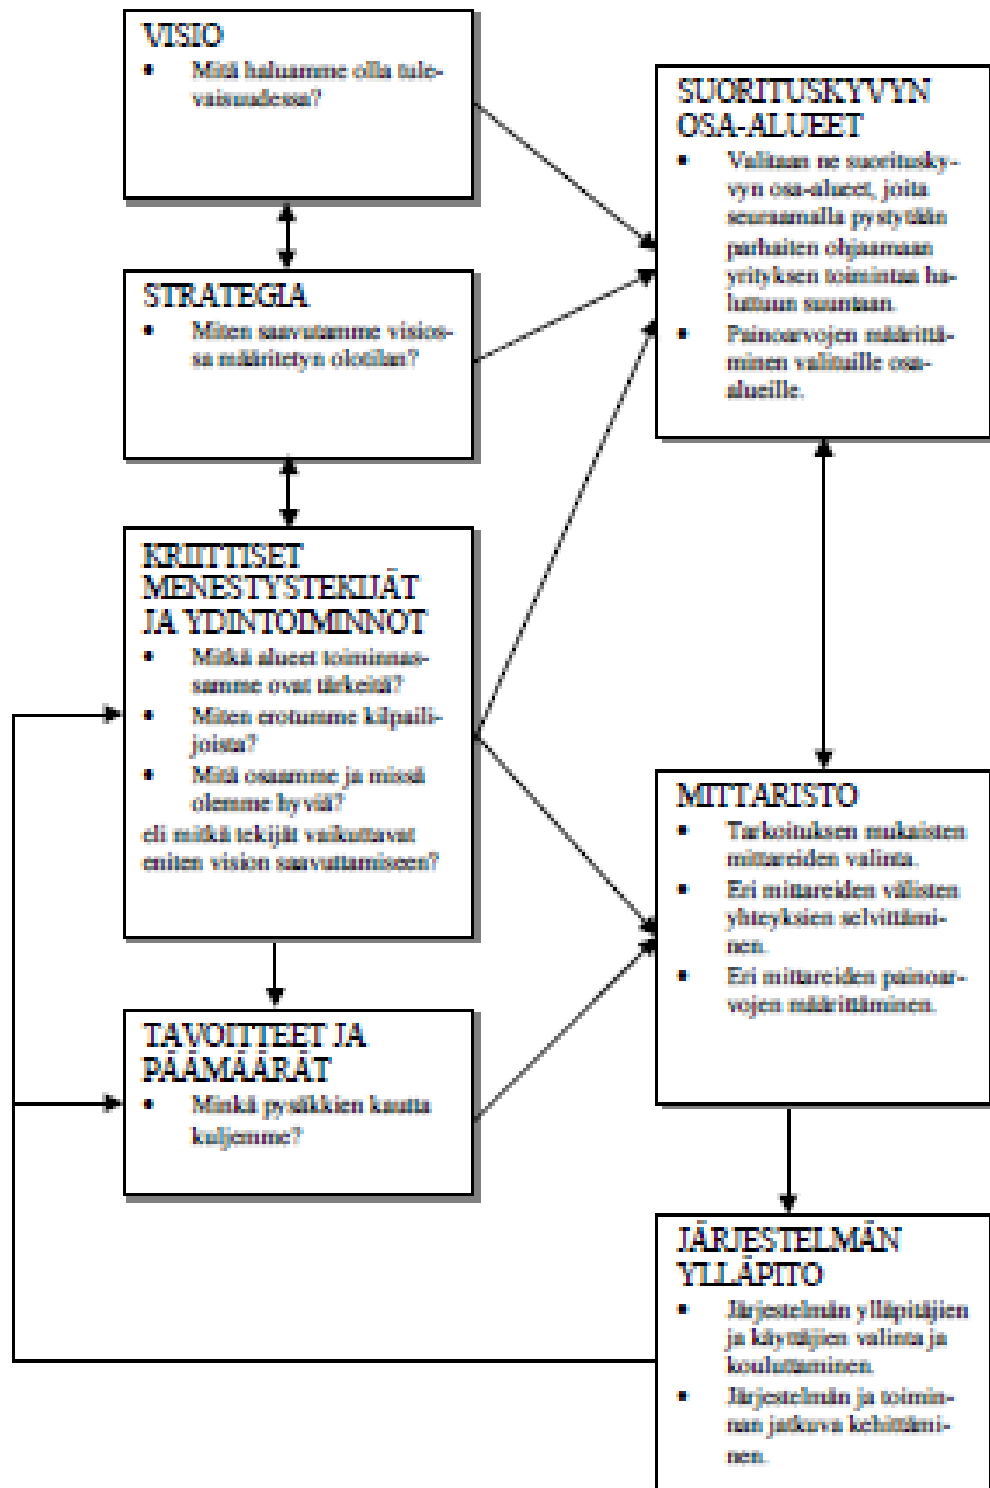 VISIO
• Mitä haluamme olla tule-
vaisuudessa?
STRATEGIA
• Miten saavutamme visios-
sa määritetyn olotilan?
KRIITTISET
MENESTYSTEKIJÄT
JA YDINTOIMINNOT
• Mitkä alueet toiminnas-
samme ovat tärkeitä?
• Miten erotumme kilpaili-
joista?
• Mitä osaamme ja missä
olemme hyviä?
eli mitkä tekijät vaikuttavat
eniten vision saavuttamiseen?
TAVOITTEET JA
PÄÄMÄÄRÄT
• Minkä pysäkkien kautta
kuljemme?
SUORITUSKYVYN
OSA-ALUEET
• Valitaan ne suoritusky-
vyn osa-alueet, joita
seuraamalla pystytään
parhaiten ohjaamaan
yrityksen toimintaa ha-
luttuun suuntaan.
• Painoarvojen määrittä-
minen valituille osa-
alueille.
MITTARISTO
• Tarkoituksen mukaisten
mittareiden valinta.
• Eri mittareiden välisten
yhteyksien selvittämi-
nen.
• Eri mittareiden painoar-
vojen määrittäminen.
JÄRJESTELMÄN
YLLÄPITO
• Järjestelmän ylläpitäjien
ja käyttäjien valinta ja
kouluttaminen.
• Järjestelmän ja toimin-
nan jatkuva kehittämi-
nen.